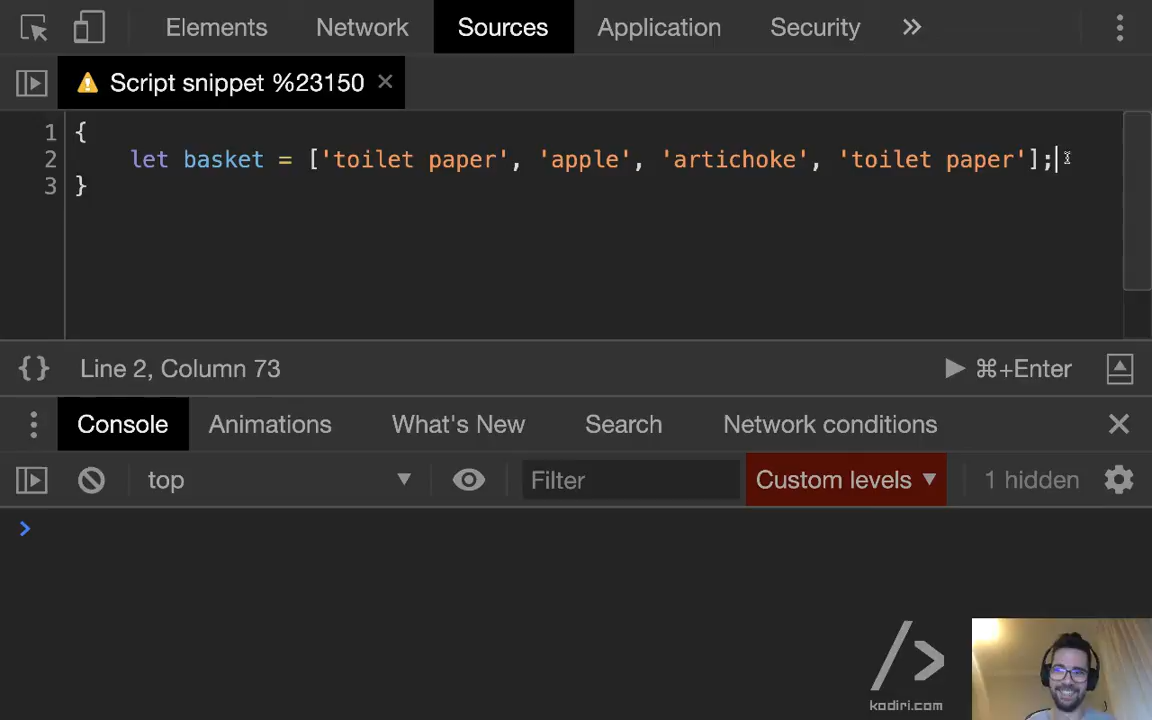 Elements Network Sources Application Security »
Script snippet %23150 ×
1 {
2 let basket = ['toilet paper', 'apple', 'artichoke', 'toilet paper'];
3 }
{} Line 2, Column 73 ▶ ⌘+Enter
Console Animations What's New Search Network conditions ×
top ▼ Filter Custom levels ▼ 1 hidden
>
/>
kodiri.com